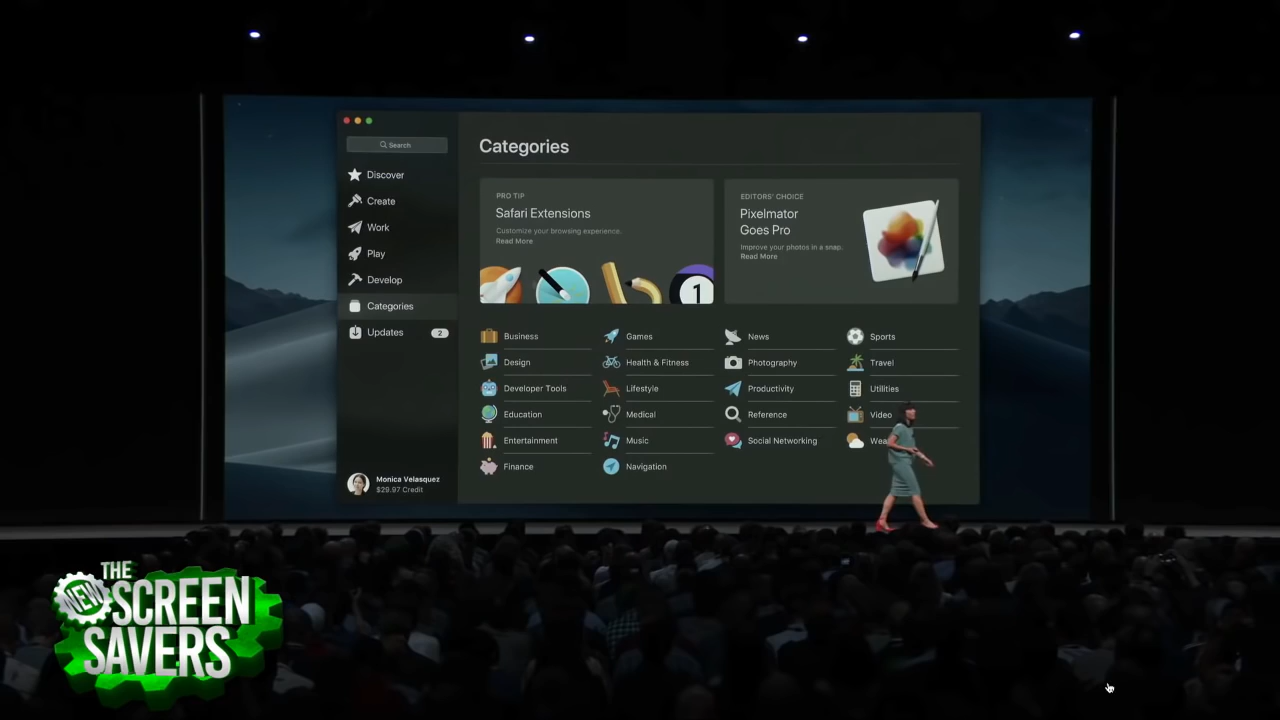 Search
Discover
Create
Work
Play
Develop
Categories
Updates
2
Monica Velasquez
$29.97 Credit
Categories
PRO TIP
Safari Extensions
Customize your browsing experience.
Read More
1
EDITORS' CHOICE
Pixelmator
Goes Pro
Improve your photos in a snap.
Read More
Business
Design
Developer Tools
Education
Entertainment
Finance
Games
Health & Fitness
Lifestyle
Medical
Music
Navigation
News
Photography
Productivity
Reference
Social Networking
Sports
Travel
Utilities
Video
THE
NEW
SCREEN
SAVERS